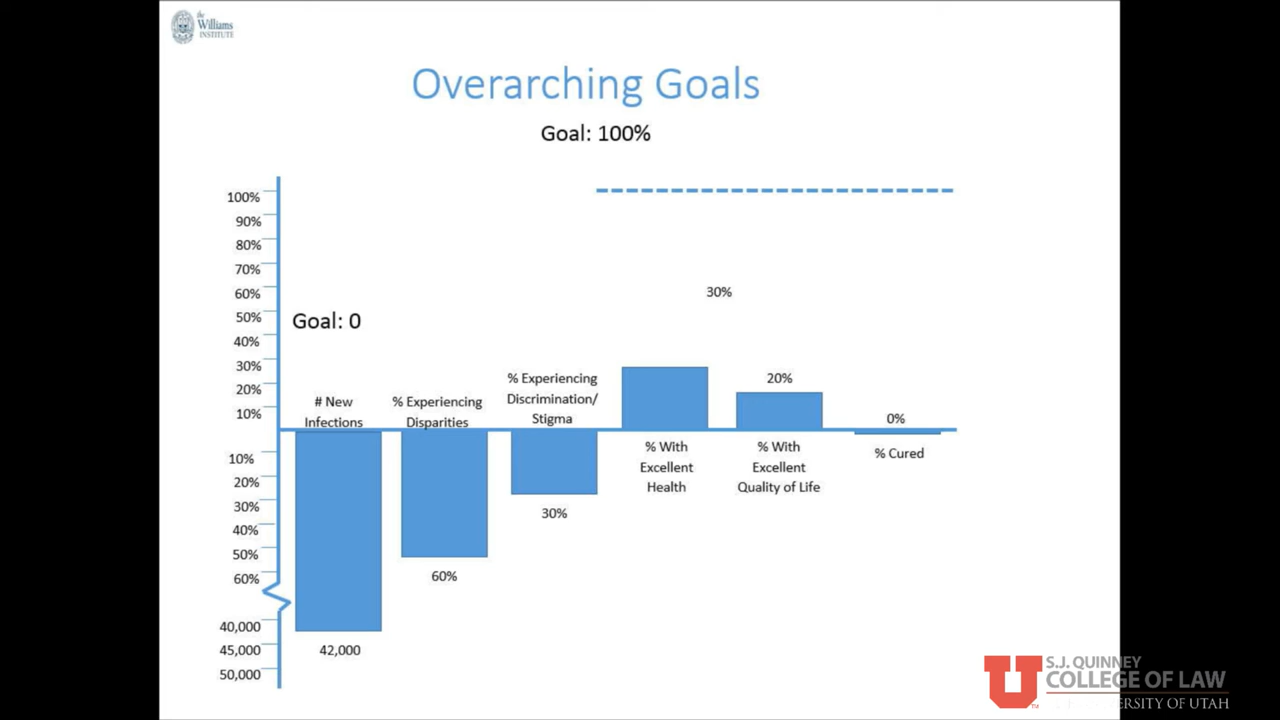 the
Williams
INSTITUTE
Overarching Goals
Goal: 100%
100%
90%
80%
70%
60%
50%
40%
30%
20%
10%
10%
20%
30%
40%
50%
60%
40,000
45,000
50,000
Goal: 0
30%
# New
Infections
% Experiencing
Disparities
% Experiencing
Discrimination/
Stigma
20%
0%
% With
Excellent
Health
% With
Excellent
Quality of Life
% Cured
30%
60%
42,000
S.J. QUINNEY
COLLEGE OF LAW
OF UTAH